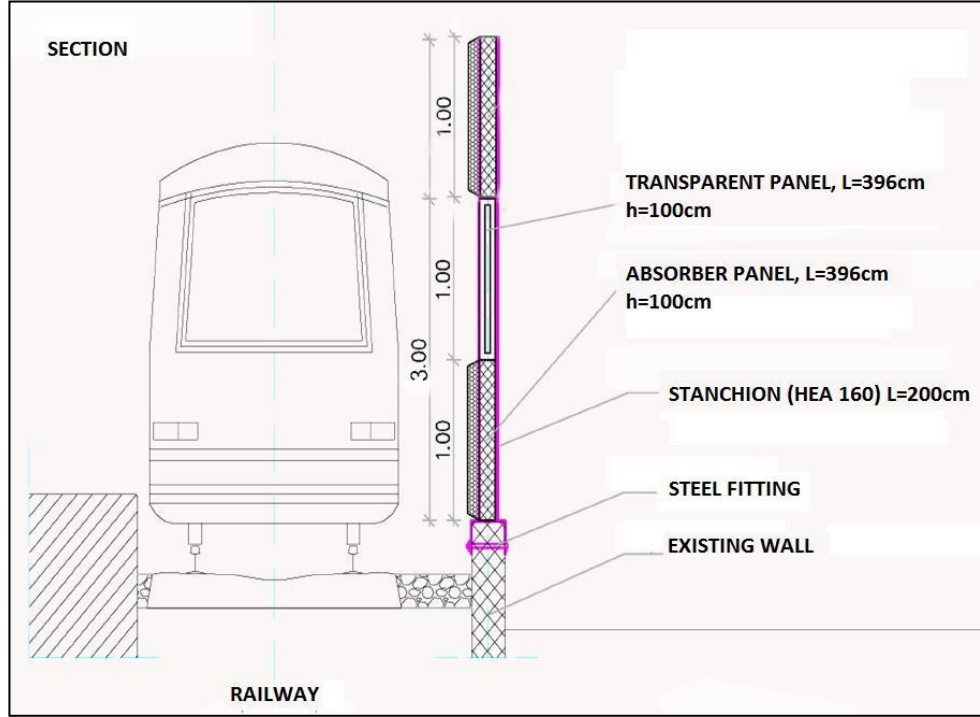 SECTION
1.00
TRANSPARENT PANEL, L=396cm
h=100cm
ABSORBER PANEL, L=396cm
h=100cm
1.00
3.00
STANCHION (HEA 160) L=200cm
1.00
STEEL FITTING
EXISTING WALL
RAILWAY